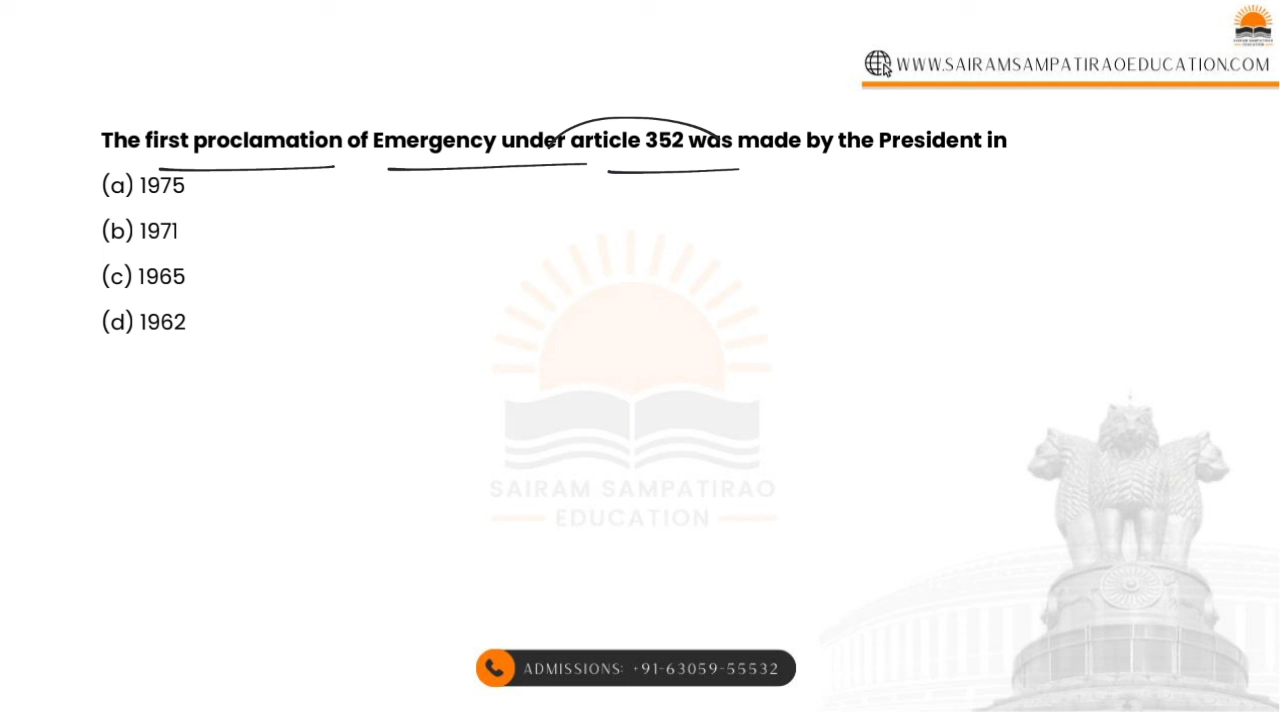 WWW.SAIRAMSAMPATIRAOEDUCATION.COM
The first proclamation of Emergency under article 352 was made by the President in
(a) 1975
(b) 1971
(c) 1965
(d) 1962
SAIRAM SAMPATIRAO
EDUCATION
ADMISSIONS: +91-63059-55532